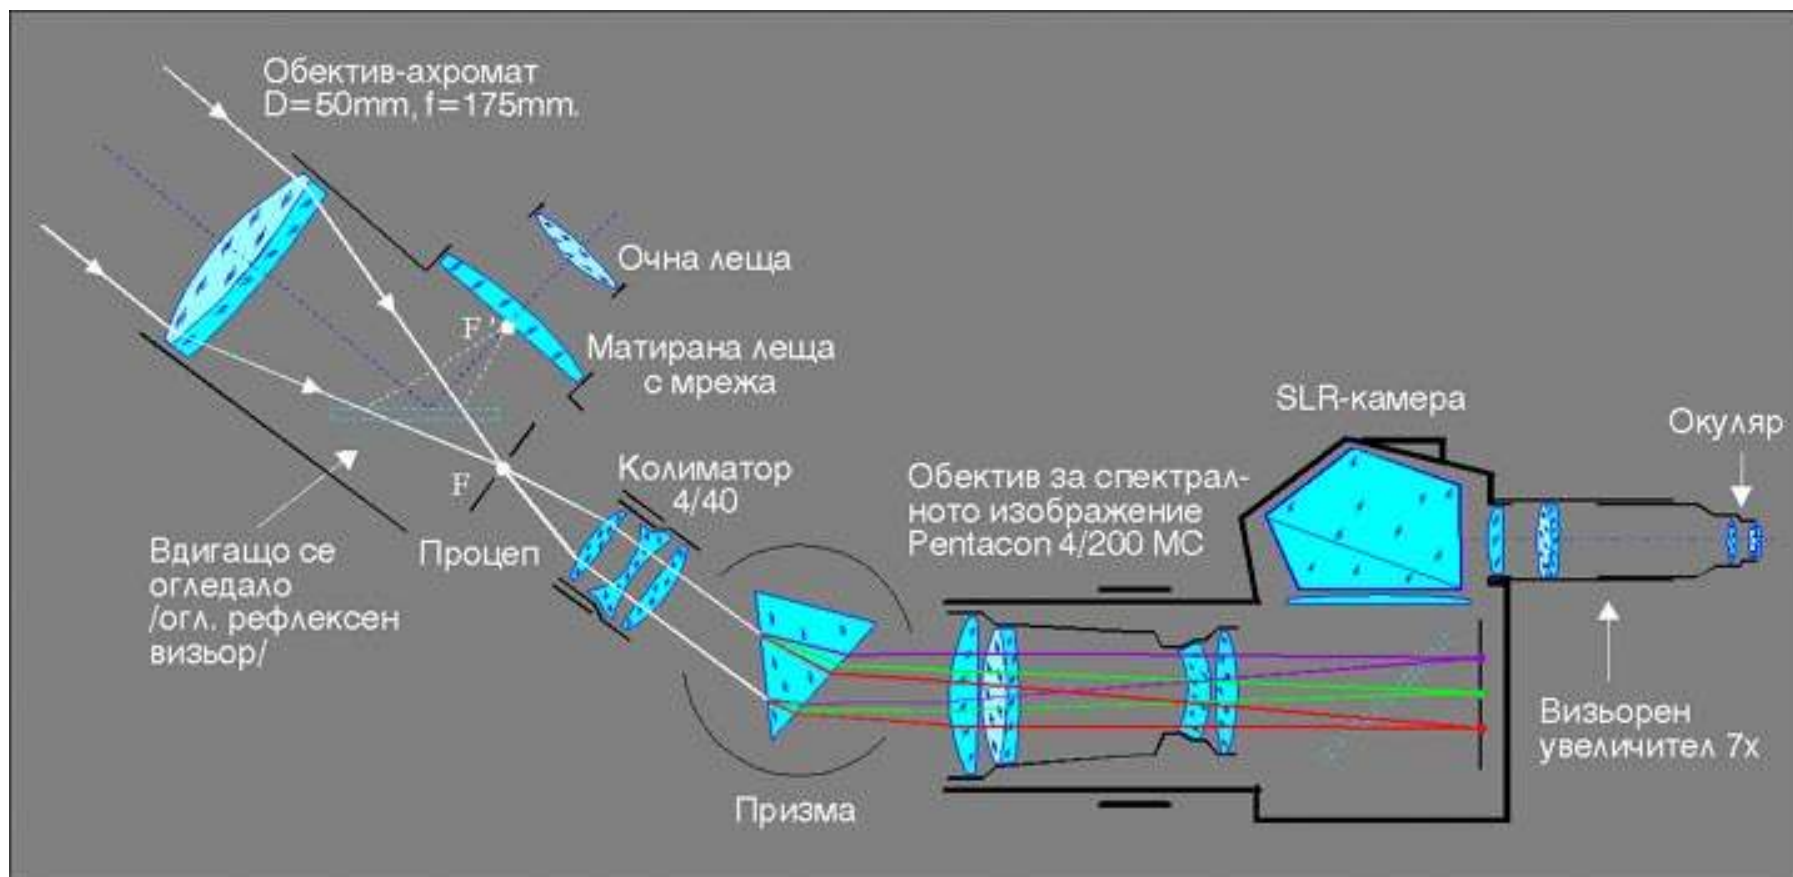 Обектив-ахромат
D=50mm, f=175mm.
Очна леща
F'
Матирана леща
с мрежа
SLR-камера
Окуляр
Колиматор
4/40
F
Обектив за спектрал-
ното изображение
Pentacon 4/200 MC
Вдигащо се
огледало
/огл. рефлексен
визьор/
Процеп
Визьорен
увеличител 7x
Призма